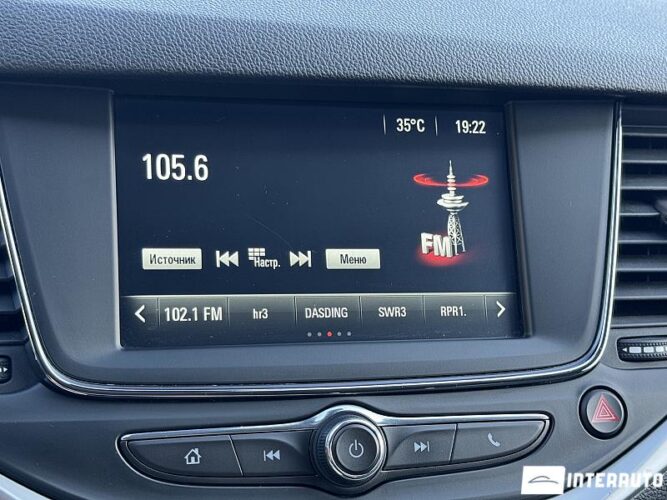 35°C 19:22
105.6
FM
Источник Настр. Меню
102.1 FM hr3 DASDING SWR3 RPR1.
INTERAUTO